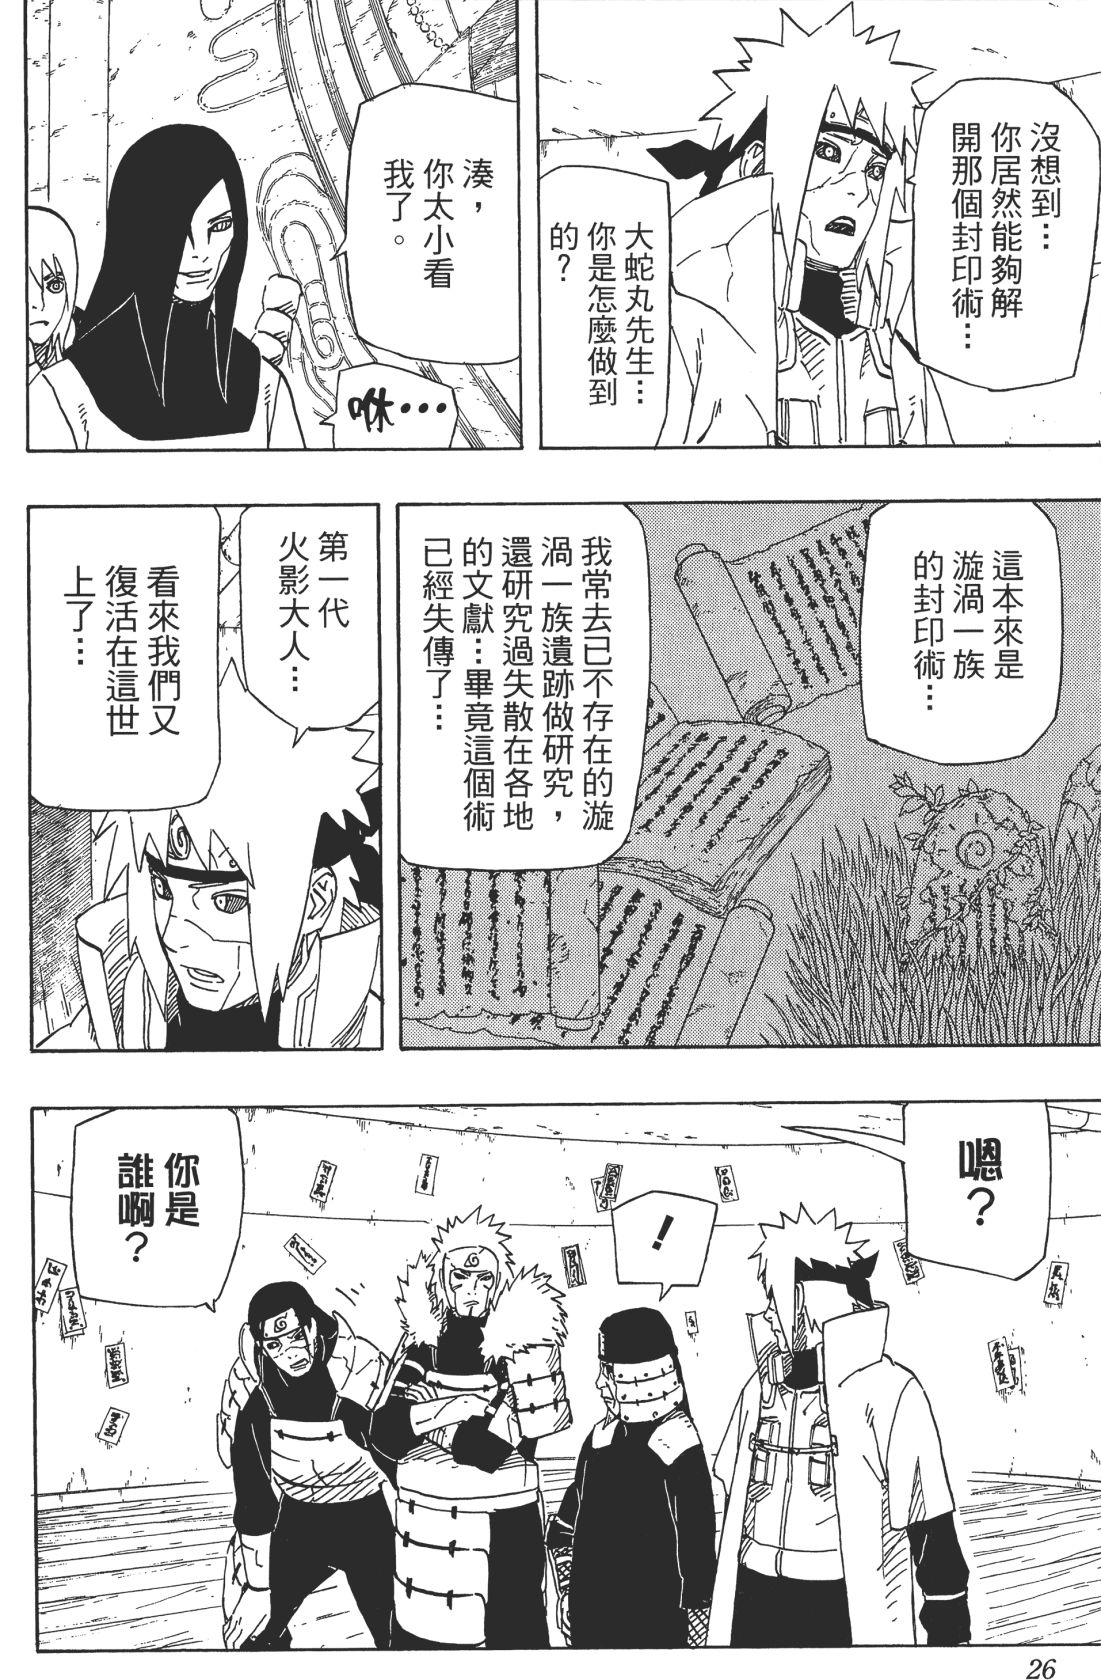 沒想到…
你居然能夠解
開那個封印術…
大蛇丸先生…
你是怎麼做到
的？
湊，
你太小看
我了。
咻…
這本來是
漩渦一族
的封印術…
我常去已不存在的漩
渦一族遺跡做研究，
還研究過失散在各地
的文獻…畢竟這個術
已經失傳了…
第一代
火影大人…
看來我們又
復活在這世
上了…
嗯？
！
你是
誰啊？
26